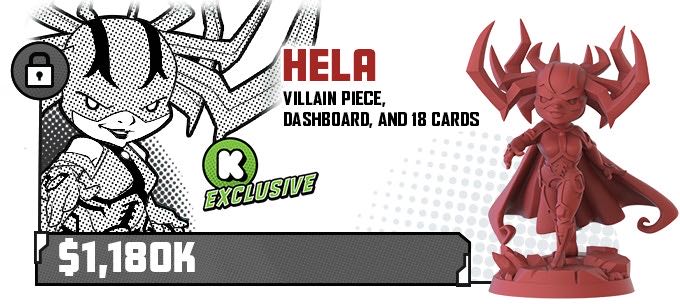 HELA
VILLAIN PIECE,
DASHBOARD, AND 18 CARDS
K
EXCLUSIVE
$1,180K